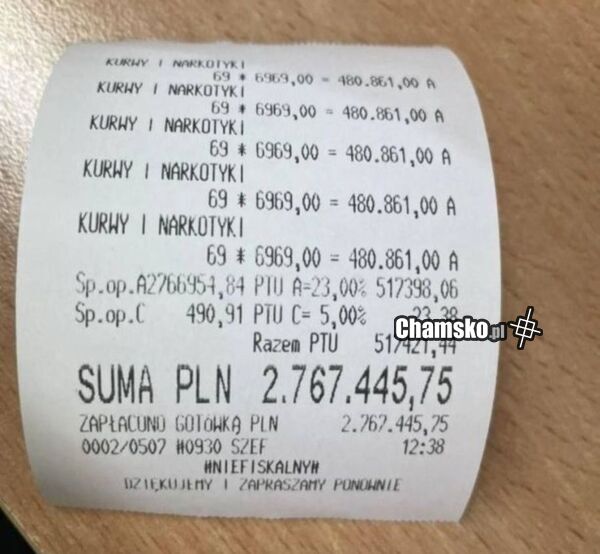 KURWY I NARKOTYKI
69 * 6969,00 = 480.861,00 A
KURWY I NARKOTYKI
69 * 6969,00 = 480.861,00 A
KURWY I NARKOTYKI
69 * 6969,00 = 480.861,00 A
KURWY I NARKOTYKI
69 * 6969,00 = 480.861,00 A
KURWY I NARKOTYKI
69 * 6969,00 = 480.861,00 A
Sp.op.A2766954,84 PTU A=23,00% 517398,06
Sp.op.C 490,91 PTU C= 5,00% 23,38
Chamsko.pl
Razem PTU 517421,44
SUMA PLN 2.767.445,75
ZAPŁACONO GOTÓWKĄ PLN 2.767.445,75
0002/0507 #0930 SZEF 12:38
#NIEFISKALNY#
DZIĘKUJEMY I ZAPRASZAMY PONOWNIE